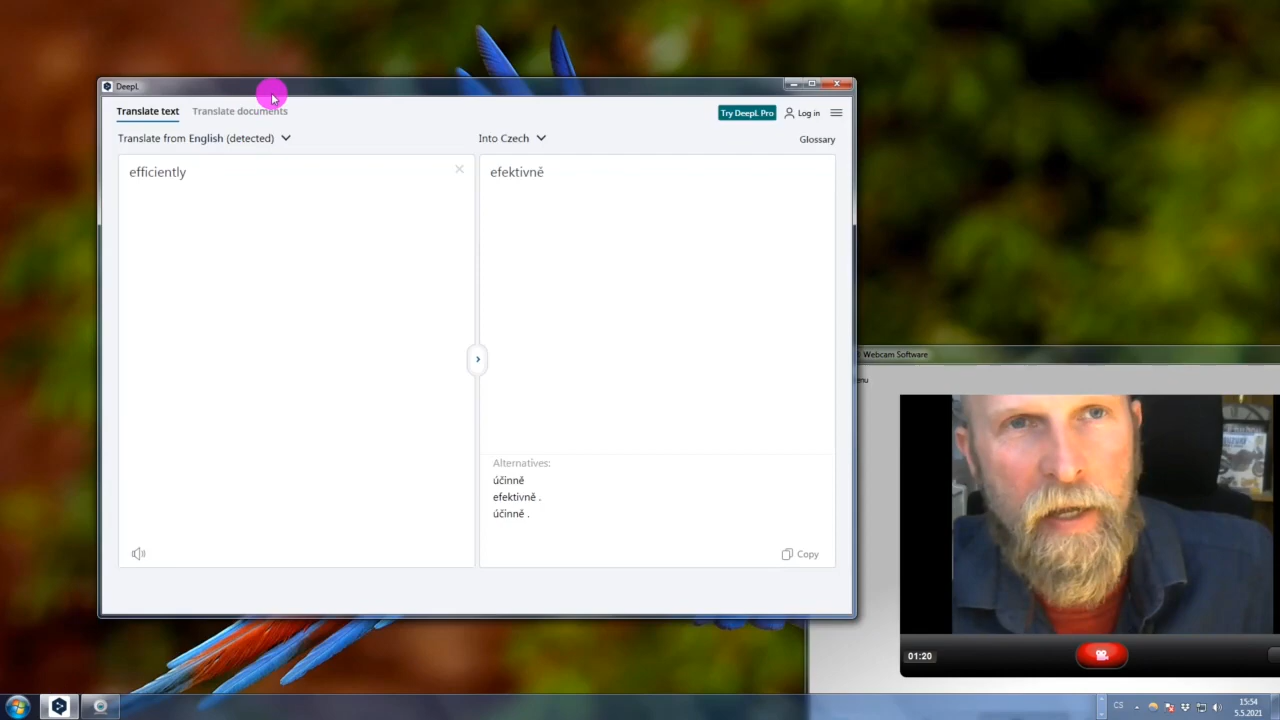 DeepL
Translate text
Translate documents
Try DeepL Pro
Log in
Translate from English (detected)
Into Czech
Glossary
efficiently
efektivně
Alternatives:
účinně
efektivně .
účinně .
Copy
Webcam Software
enu
01:20
CS
15:54
5.5.2021